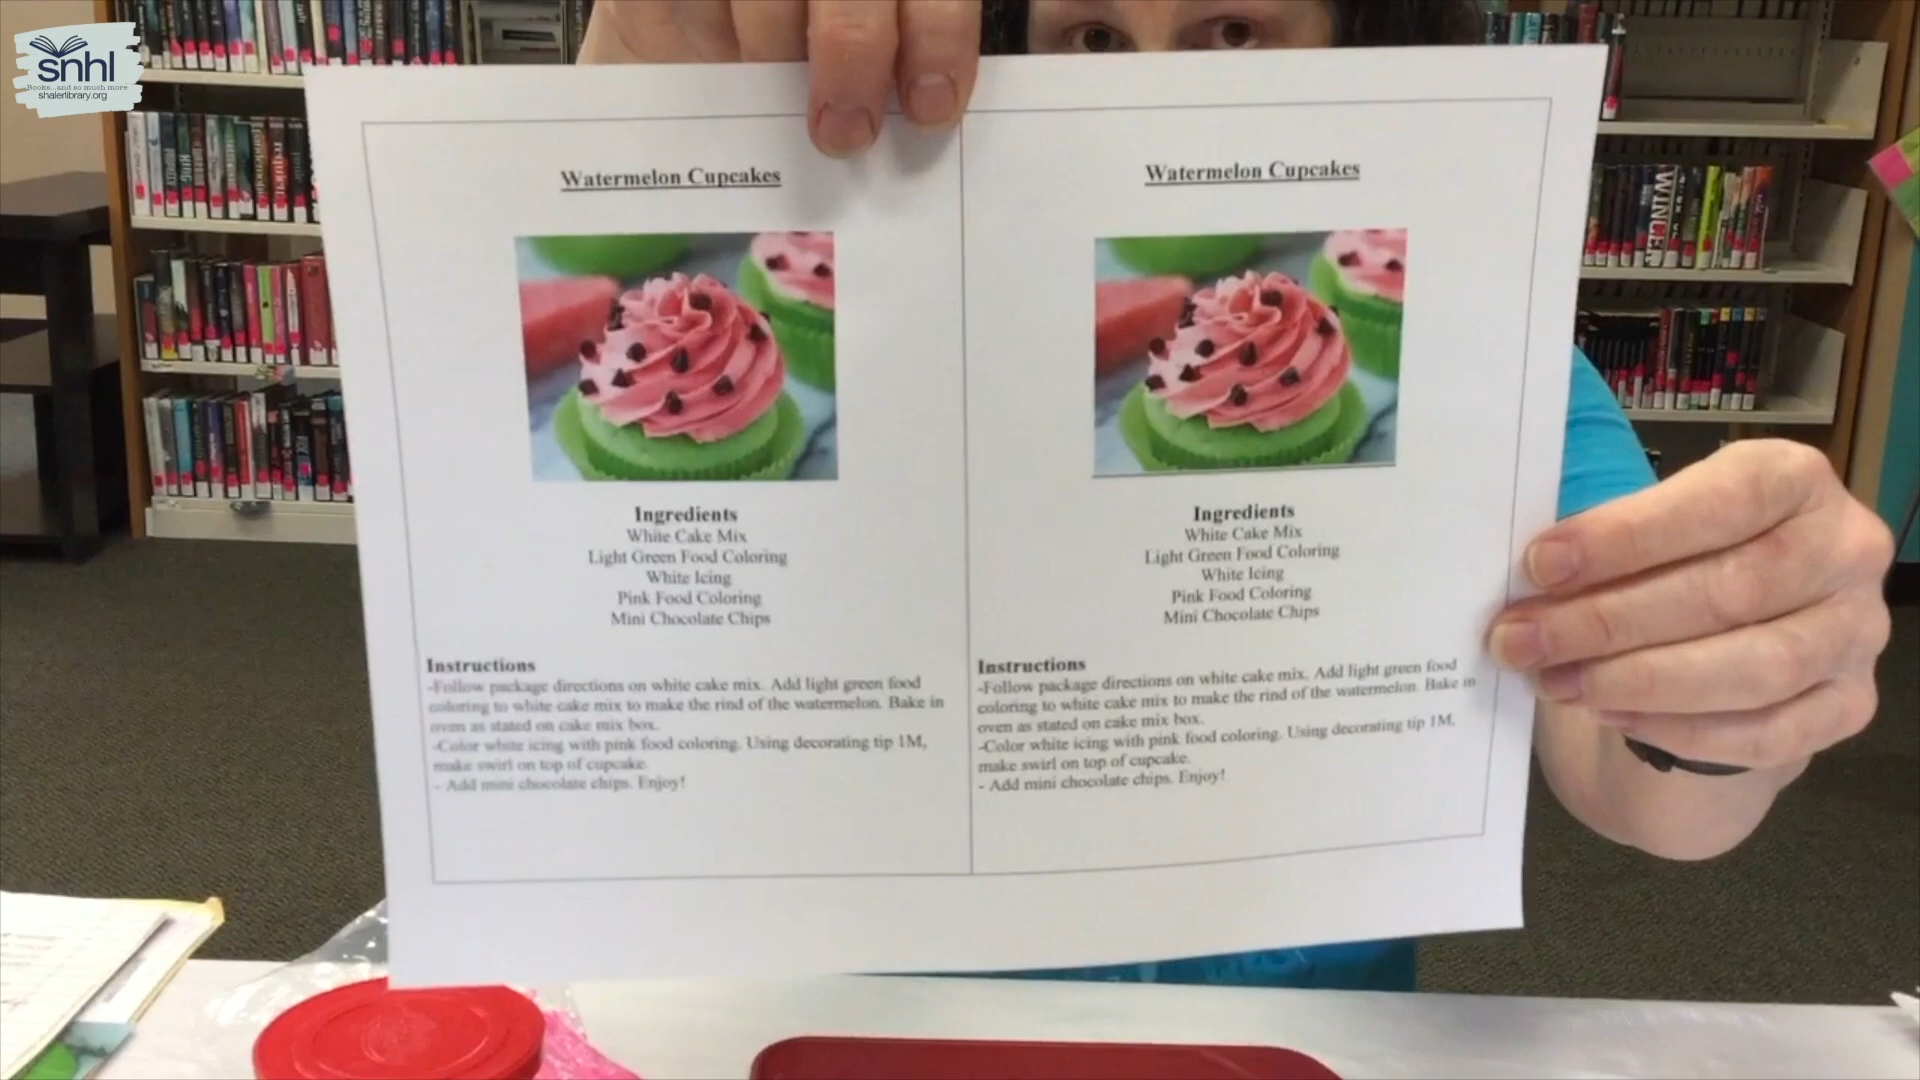 snhl
Books...and so much more
shalerlibrary.org
Watermelon Cupcakes
Ingredients
White Cake Mix
Light Green Food Coloring
White Icing
Pink Food Coloring
Mini Chocolate Chips
Instructions
-Follow package directions on white cake mix. Add light green food
coloring to white cake mix to make the rind of the watermelon. Bake in
oven as stated on cake mix box.
-Color white icing with pink food coloring. Using decorating tip 1M,
make swirl on top of cupcake.
- Add mini chocolate chips. Enjoy!
Watermelon Cupcakes
Ingredients
White Cake Mix
Light Green Food Coloring
White Icing
Pink Food Coloring
Mini Chocolate Chips
Instructions
-Follow package directions on white cake mix. Add light green food
coloring to white cake mix to make the rind of the watermelon. Bake in
oven as stated on cake mix box.
-Color white icing with pink food coloring. Using decorating tip 1M,
make swirl on top of cupcake.
- Add mini chocolate chips. Enjoy!
WINGER